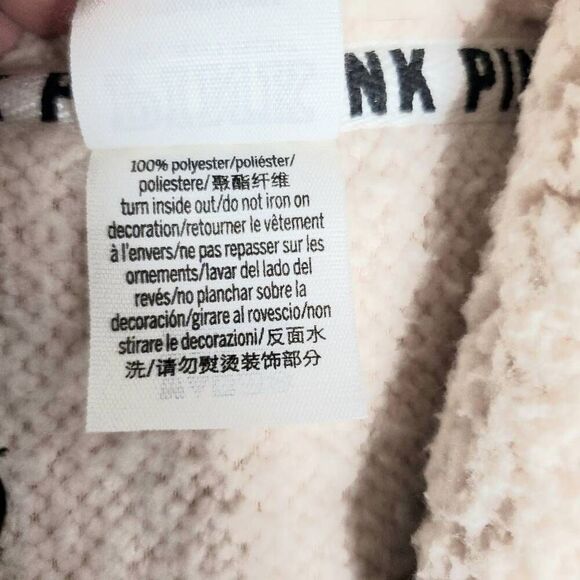 NK PIN
100% polyester/poliéster/
poliestere/聚酯纤维
turn inside out/do not iron on
decoration/retourner le vêtement
à l'envers/ne pas repasser sur les
ornements/lavar del lado del
revés/no planchar sobre la
decoración/girare al rovescio/non
stirare le decorazioni/反面水
洗/请勿熨烫装饰部分